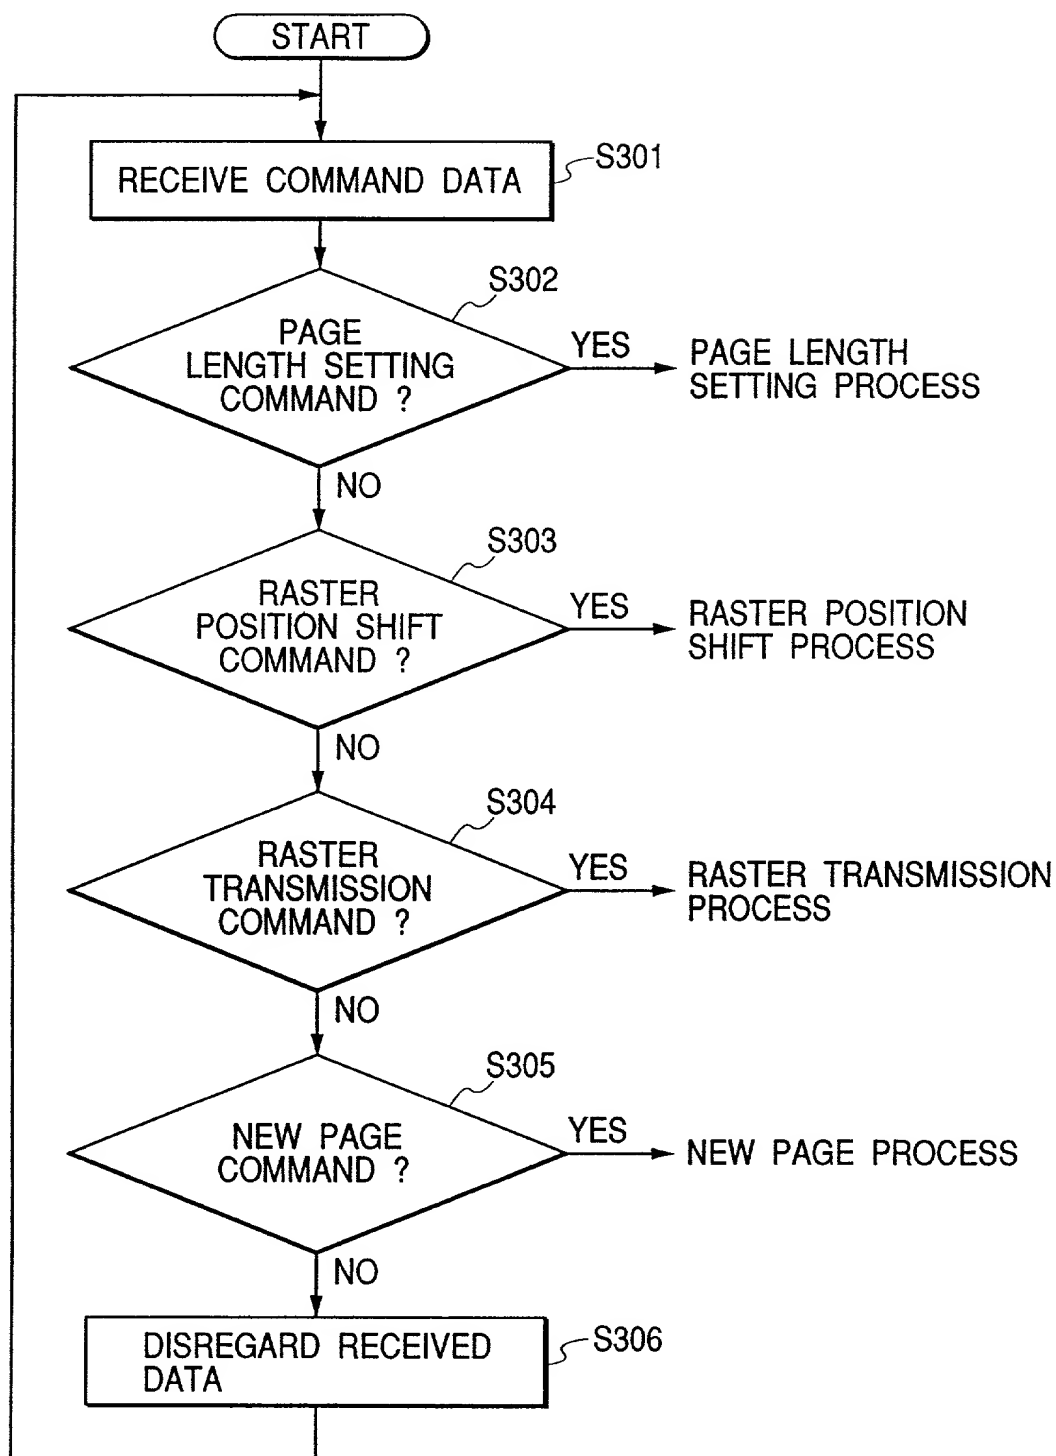 START
RECEIVE COMMAND DATA
S301
S302
PAGE
LENGTH SETTING
COMMAND ?
YES
PAGE LENGTH
SETTING PROCESS
NO
S303
RASTER
POSITION SHIFT
COMMAND ?
YES
RASTER POSITION
SHIFT PROCESS
NO
S304
RASTER
TRANSMISSION
COMMAND ?
YES
RASTER TRANSMISSION
PROCESS
NO
S305
NEW PAGE
COMMAND ?
YES
NEW PAGE PROCESS
NO
DISREGARD RECEIVED
DATA
S306